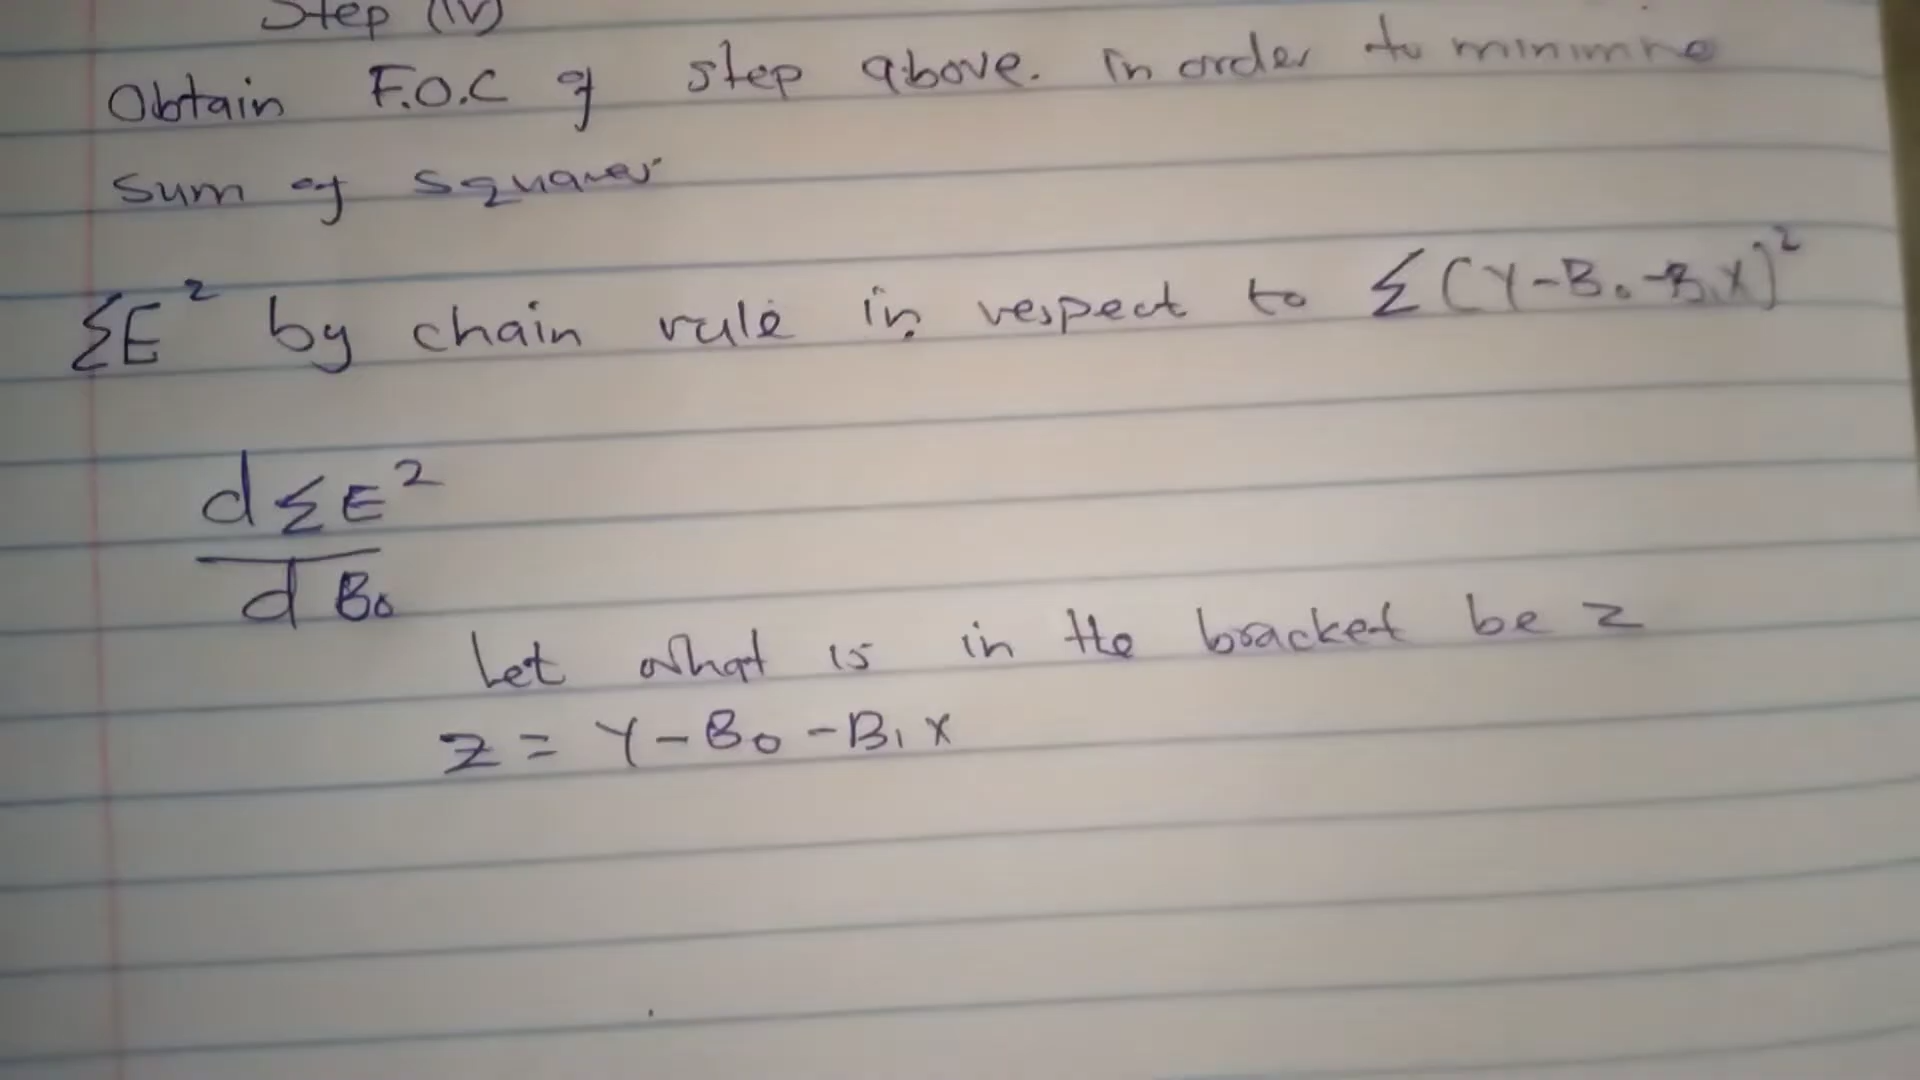 Step (IV)
Obtain F.O.C of step above. In order to minimize
sum of squares
ΣE² by chain rule in respect to Σ(Y-B₀-B₁X)²
dΣE²
dB₀
Let what is in the bracket be z
z = Y-B₀-B₁X